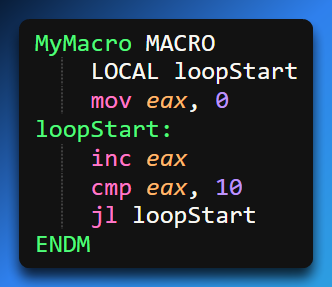 MyMacro MACRO
    LOCAL loopStart
    mov eax, 0
loopStart:
    inc eax
    cmp eax, 10
    jl loopStart
ENDM